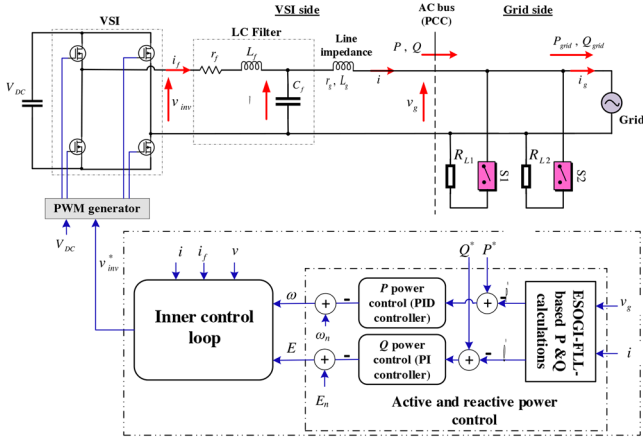 VSI
VSI side
AC bus
(PCC)
Grid side
LC Filter
Line
impedance
P , Q
P_grid , Q_grid
i_f
r_f
L_f
V_DC
v_inv
C_f
r_g, L_g
i
v_g
i_g
Grid
R_L1
S1
R_L2
S2
PWM generator
V_DC
v_inv*
i
i_f
v
Q*
P*
Inner control
loop
ω
E
ω_n
E_n
P power
control (PID
controller)
Q power
control (PI
controller)
ESOGI-FLL-
based P &Q
calculations
v_g
i
Active and reactive power
control